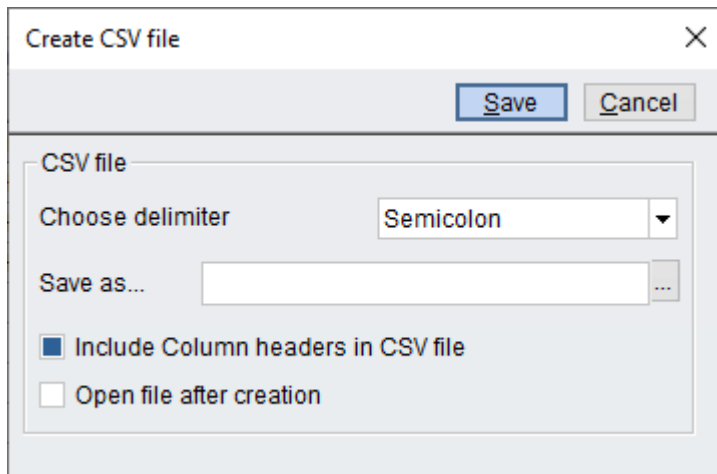 Create CSV file
Save Cancel
CSV file
Choose delimiter Semicolon
Save as... ...
Include Column headers in CSV file
Open file after creation